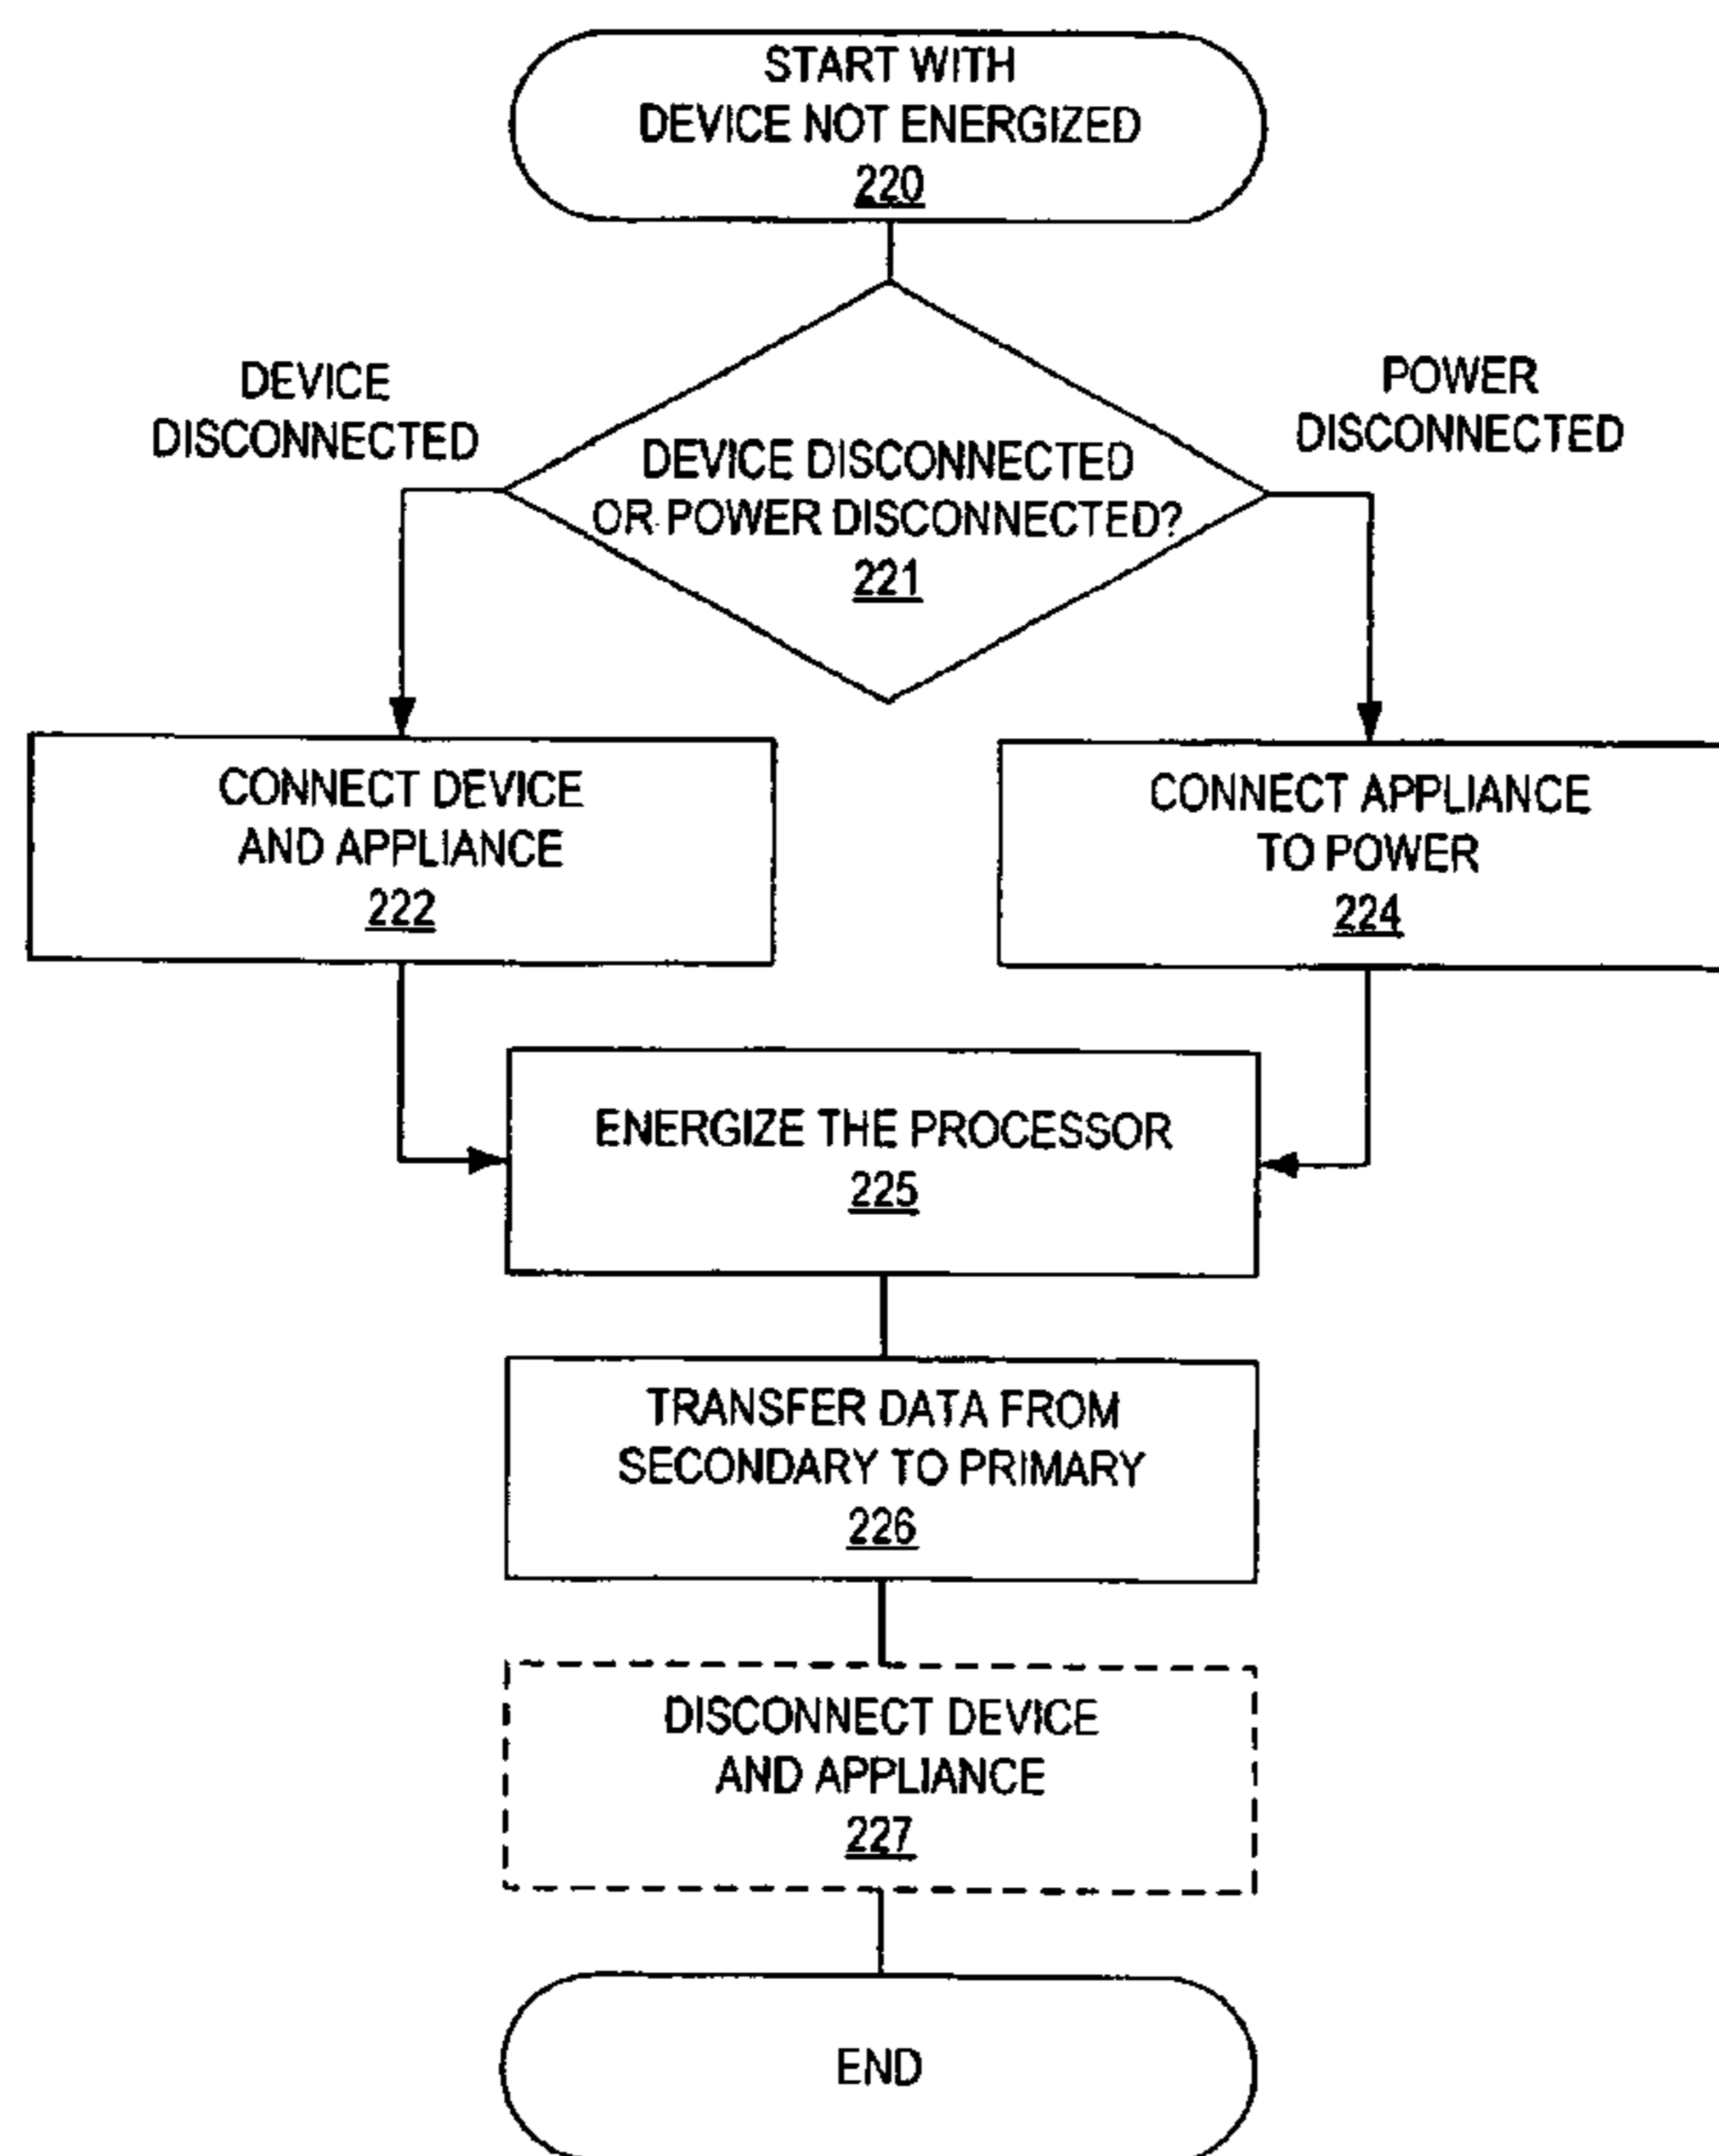 START WITH
DEVICE NOT ENERGIZED
220
DEVICE
DISCONNECTED
POWER
DISCONNECTED
DEVICE DISCONNECTED
OR POWER DISCONNECTED?
221
CONNECT DEVICE
AND APPLIANCE
222
CONNECT APPLIANCE
TO POWER
224
ENERGIZE THE PROCESSOR
225
TRANSFER DATA FROM
SECONDARY TO PRIMARY
226
DISCONNECT DEVICE
AND APPLIANCE
227
END